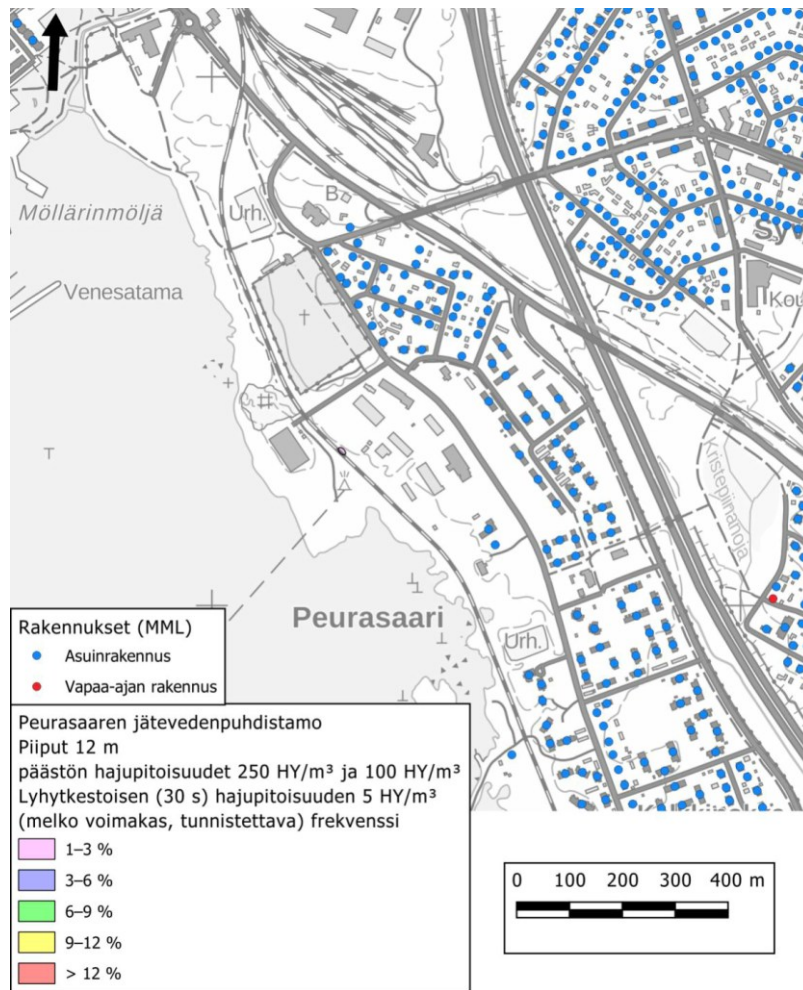 Möllärinmöljä
Urh.
B
Venesatama
Kristepiinanoja
Peurasaari
Urh.
Rakennukset (MML)
Asuinrakennus
Vapaa-ajan rakennus
Peurasaaren jätevedenpuhdistamo
Piiput 12 m
päästön hajupitoisuudet 250 HY/m³ ja 100 HY/m³
Lyhytkestoisen (30 s) hajupitoisuuden 5 HY/m³
(melko voimakas, tunnistettava) frekvenssi
1–3 %
3–6 %
6–9 %
9–12 %
> 12 %
0 100 200 300 400 m